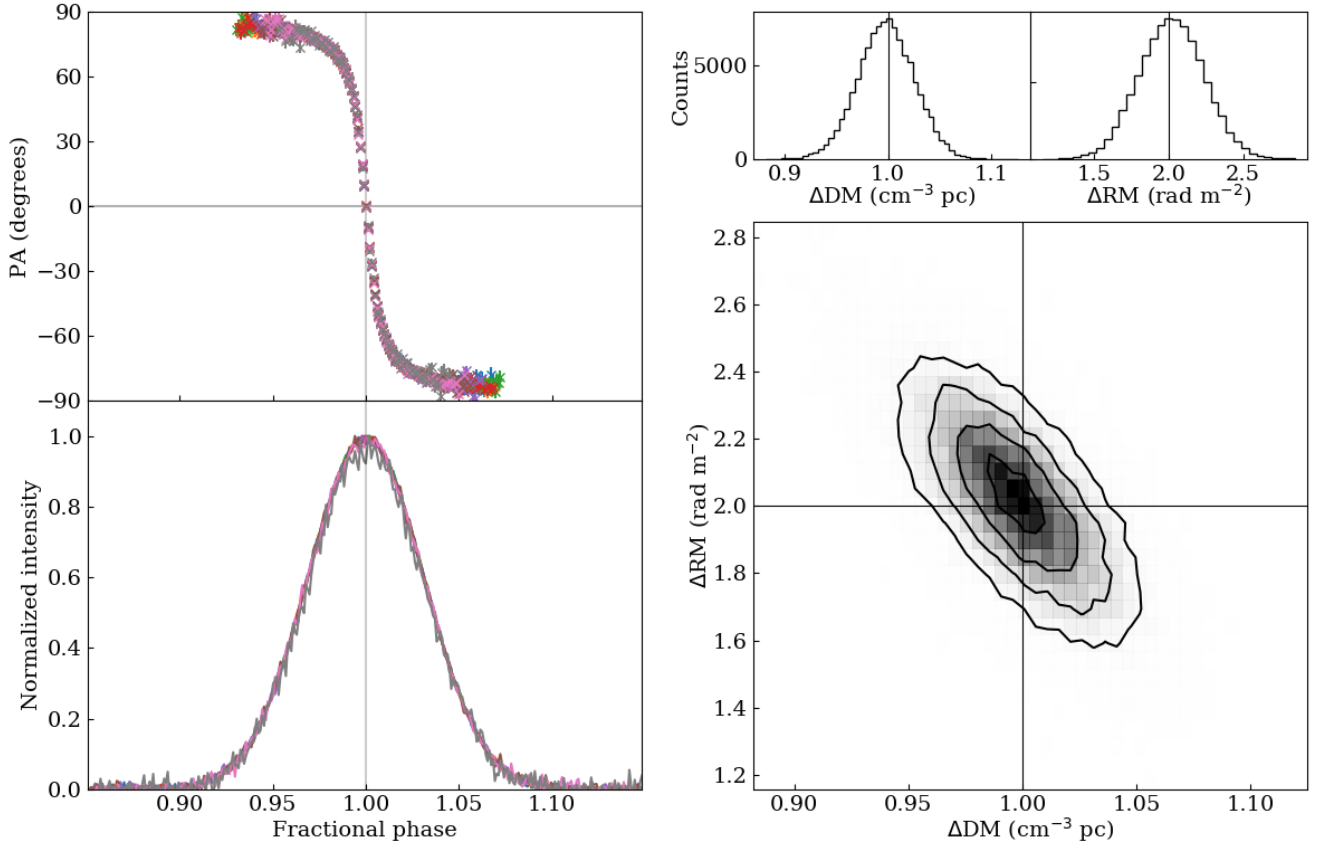 90
60
30
0
−30
−60
−90
PA (degrees)
1.0
0.8
0.6
0.4
0.2
0.0
Normalized intensity
0.90 0.95 1.00 1.05 1.10
Fractional phase
5000
0
Counts
0.9 1.0 1.1
ΔDM (cm⁻³ pc)
1.5 2.0 2.5
ΔRM (rad m⁻²)
2.8
2.6
2.4
2.2
2.0
1.8
1.6
1.4
1.2
ΔRM (rad m⁻²)
0.90 0.95 1.00 1.05 1.10
ΔDM (cm⁻³ pc)